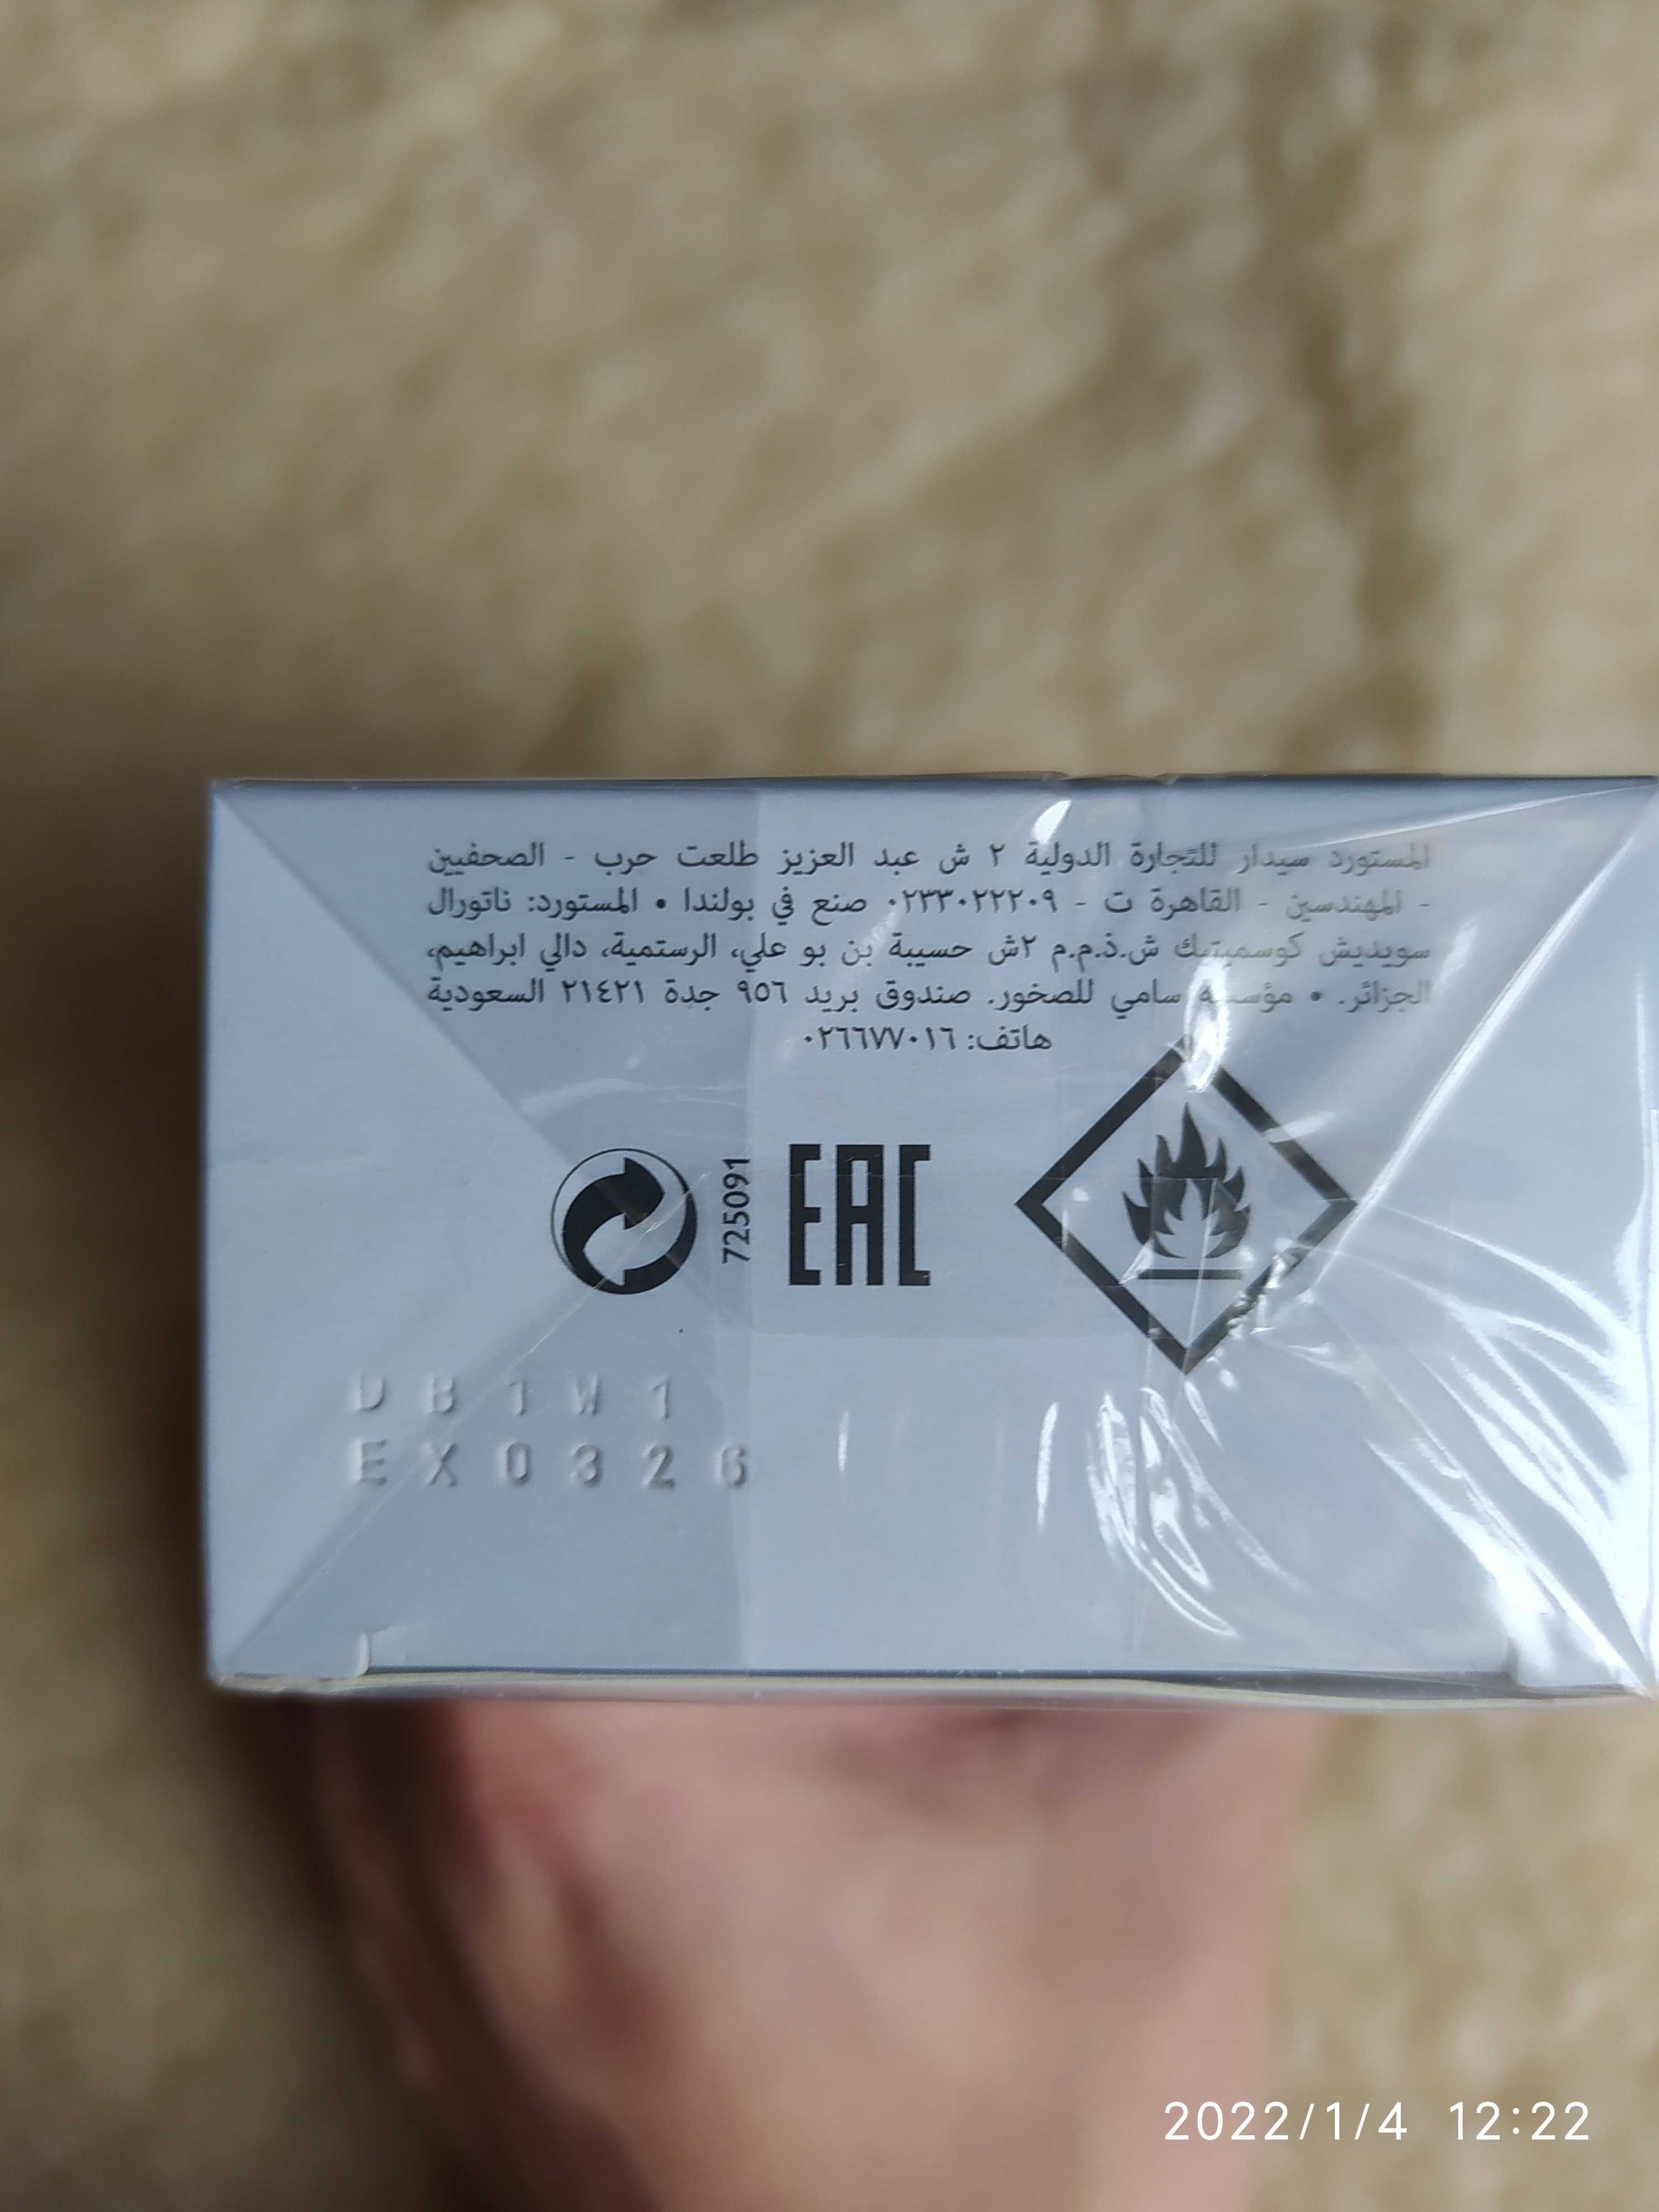 المستورد سيدار للتجارة الدولية ٢ ش عبد العزيز طلعت حرب - الصحفيين
- المهندسين - القاهرة ت - ٠٢٣٣٠٢٢٢٠٩ صنع في بولندا • المستورد: ناتورال
سويديش كوسميتيك ش.ذ.م.م ٢ش حسيبة بن بو علي، الرستمية، دالي ابراهيم،
الجزائر. • مؤسسة سامي للصخور. صندوق بريد ٩٥٦ جدة ٢١٤٢١ السعودية
هاتف: ٠٢٦٦٧٧٠١٦
725091
EAC
DB1W1
EX0326
2022/1/4 12:22